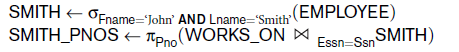 SMITH ← σFname=‘John’ AND Lname=‘Smith’(EMPLOYEE)
SMITH_PNOS ← πPno(WORKS_ON ⋈ Essn=SsnSMITH)